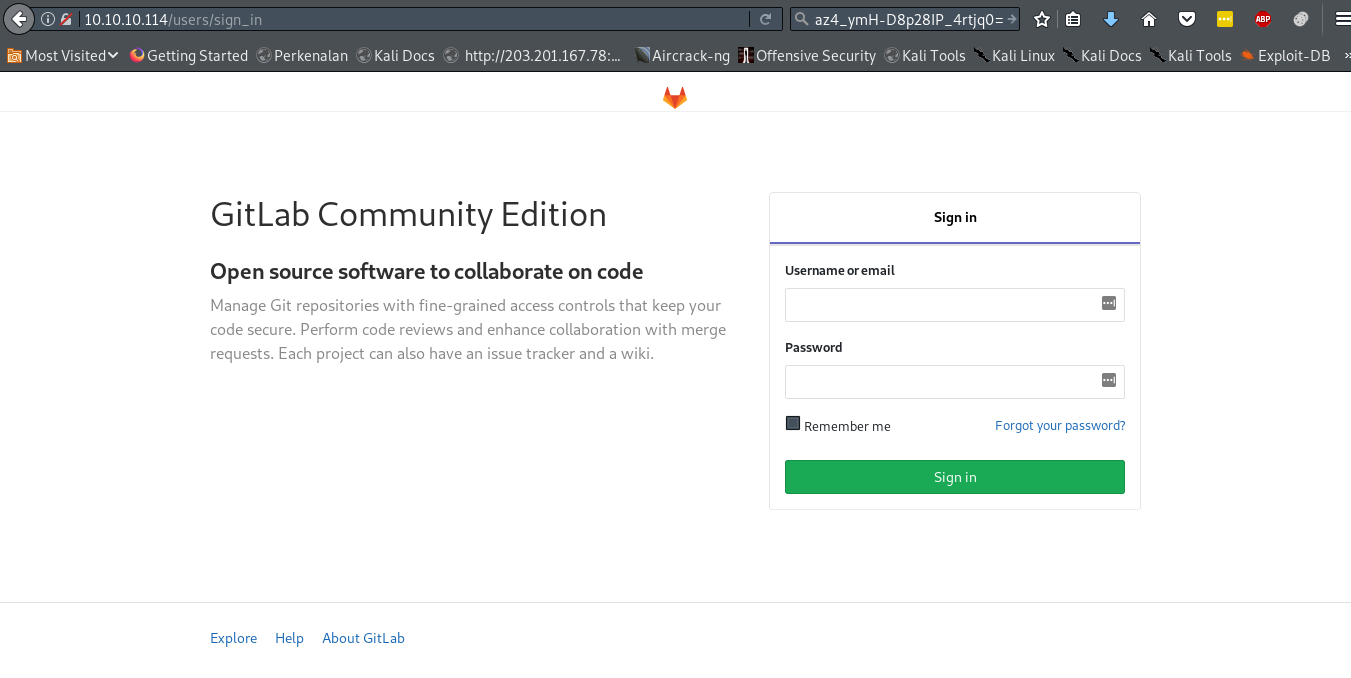 10.10.10.114/users/sign_in az4_ymH-D8p28IP_4rtjq0= ABP
Most Visited Getting Started Perkenalan Kali Docs http://203.201.167.78:... Aircrack-ng Offensive Security Kali Tools Kali Linux Kali Docs Kali Tools Exploit-DB »
GitLab Community Edition
Open source software to collaborate on code
Manage Git repositories with fine-grained access controls that keep your
code secure. Perform code reviews and enhance collaboration with merge
requests. Each project can also have an issue tracker and a wiki.
Sign in
Username or email
Password
Remember me Forgot your password?
Sign in
Explore Help About GitLab